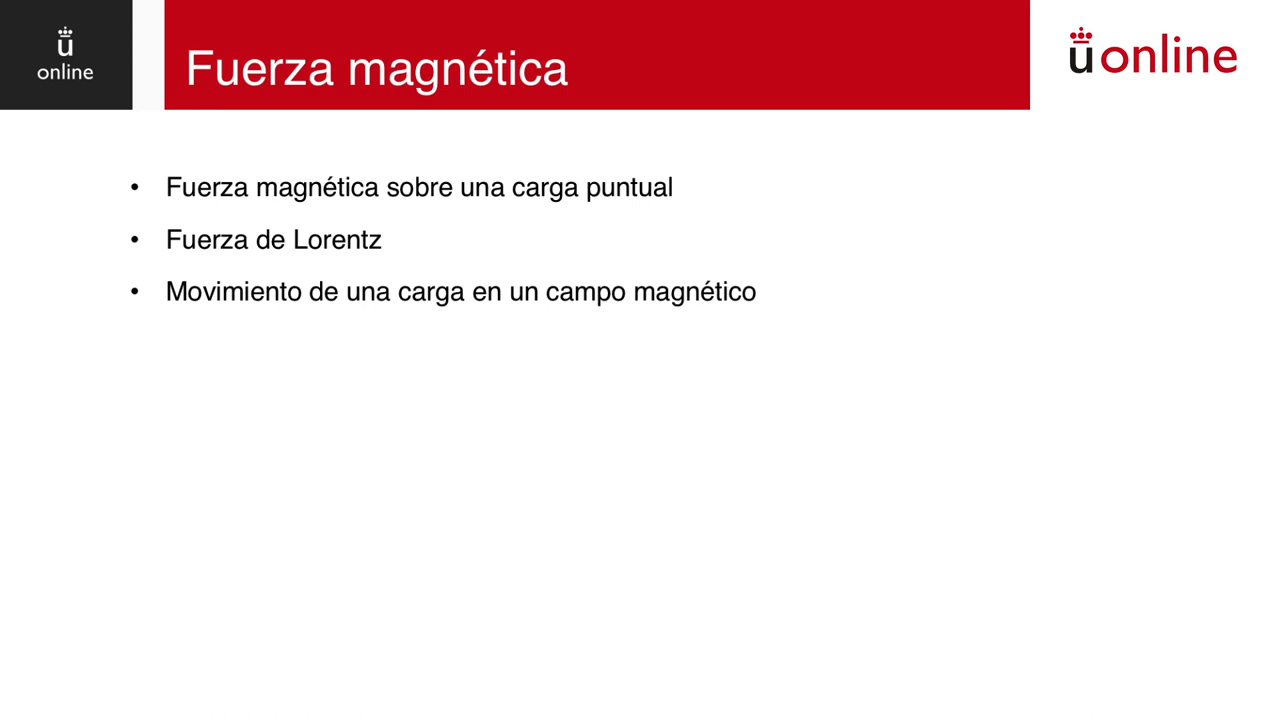 u
online
Fuerza magnética
u online
• Fuerza magnética sobre una carga puntual
• Fuerza de Lorentz
• Movimiento de una carga en un campo magnético